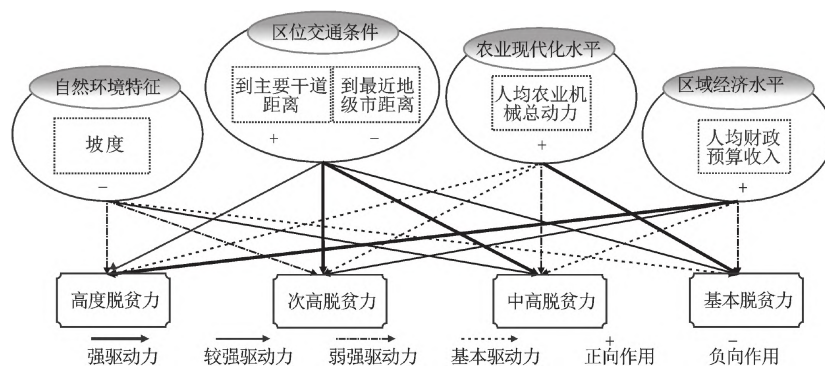 区位交通条件
农业现代化水平
自然环境特征
区域经济水平
到主要干道
距离
到最近地
级市距离
人均农业机
械总动力
坡度
人均财政
预算收入
+
−
+
−
+
高度脱贫力
次高脱贫力
中高脱贫力
基本脱贫力
强驱动力
较强驱动力
弱强驱动力
基本驱动力
+
正向作用
−
负向作用